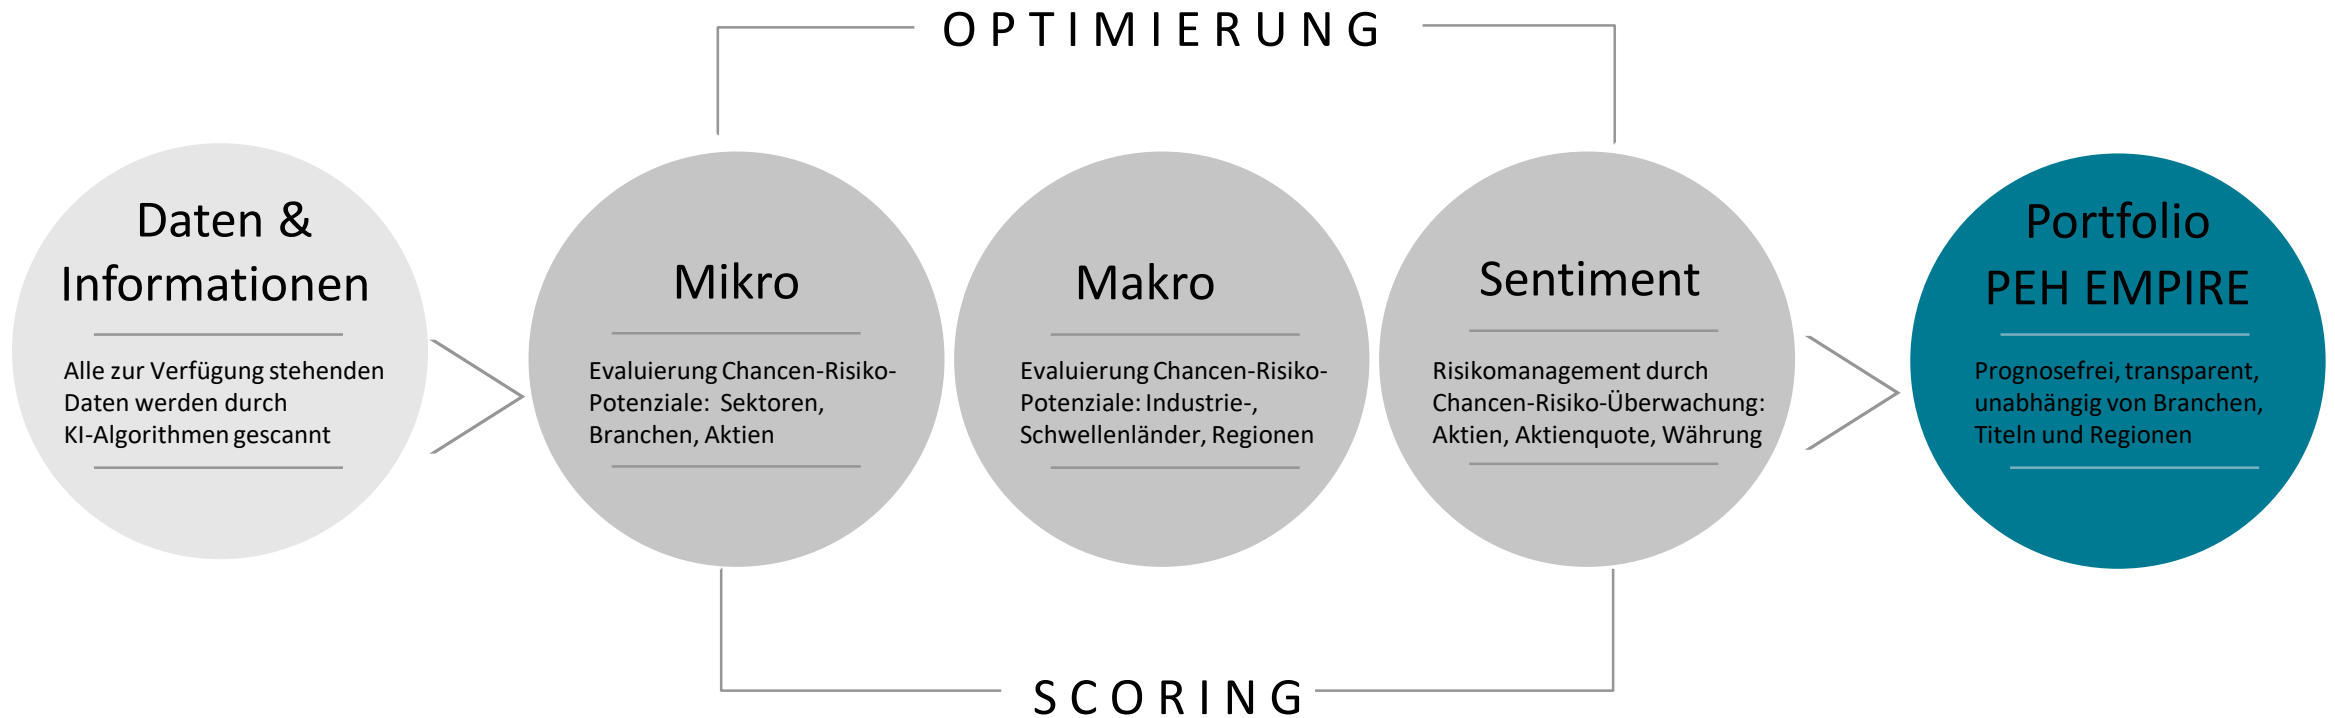 OPTIMIERUNG
Daten &
Informationen
Alle zur Verfügung stehenden
Daten werden durch
KI-Algorithmen gescannt
Mikro
Evaluierung Chancen-Risiko-
Potenziale: Sektoren,
Branchen, Aktien
Makro
Evaluierung Chancen-Risiko-
Potenziale: Industrie-,
Schwellenländer, Regionen
Sentiment
Risikomanagement durch
Chancen-Risiko-Überwachung:
Aktien, Aktienquote, Währung
Portfolio
PEH EMPIRE
Prognosefrei, transparent,
unabhängig von Branchen,
Titeln und Regionen
SCORING